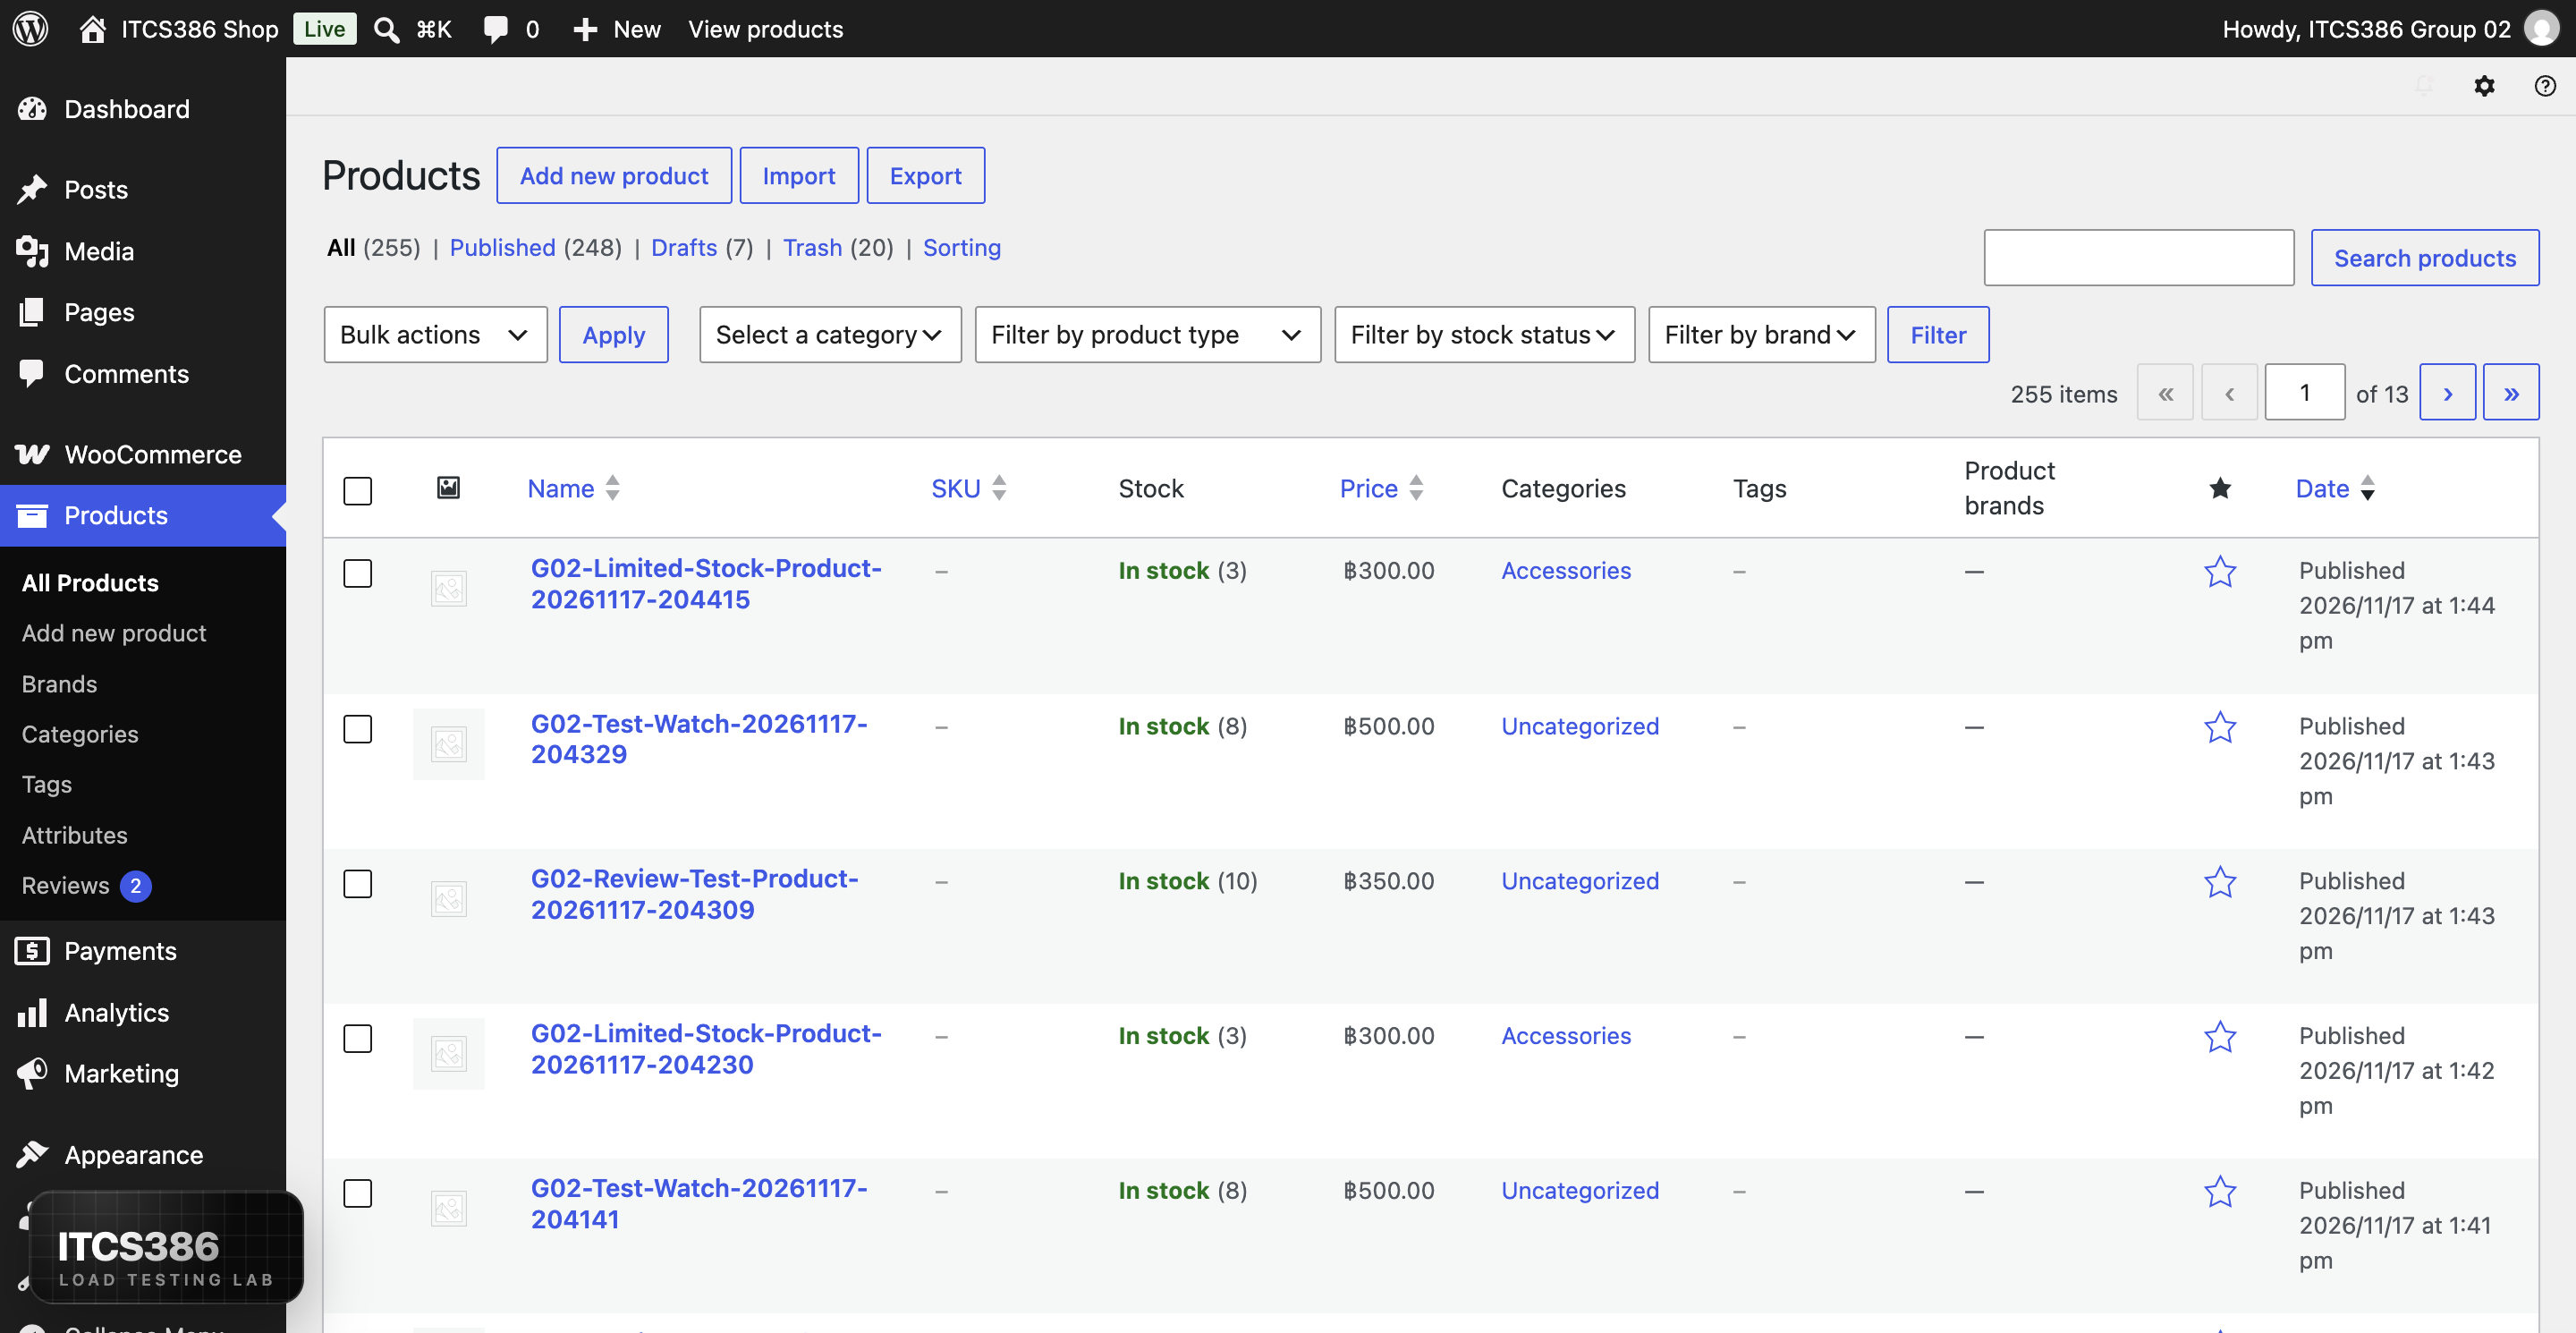 ITCS386 Shop Live ⌘K 0 New View products Howdy, ITCS386 Group 02
Dashboard
Posts
Media
Pages
Comments
WooCommerce
Products
All Products
Add new product
Brands
Categories
Tags
Attributes
Reviews 2
Payments
Analytics
Marketing
Appearance
ITCS386
LOAD TESTING LAB
Products Add new product Import Export
All (255) | Published (248) | Drafts (7) | Trash (20) | Sorting
Search products
Bulk actions Apply Select a category Filter by product type Filter by stock status Filter by brand Filter
255 items « ‹ 1 of 13 › »
Name SKU Stock Price Categories Tags Product brands Date
G02-Limited-Stock-Product-20261117-204415 – In stock (3) ฿300.00 Accessories – — Published 2026/11/17 at 1:44 pm
G02-Test-Watch-20261117-204329 – In stock (8) ฿500.00 Uncategorized – — Published 2026/11/17 at 1:43 pm
G02-Review-Test-Product-20261117-204309 – In stock (10) ฿350.00 Uncategorized – — Published 2026/11/17 at 1:43 pm
G02-Limited-Stock-Product-20261117-204230 – In stock (3) ฿300.00 Accessories – — Published 2026/11/17 at 1:42 pm
G02-Test-Watch-20261117-204141 – In stock (8) ฿500.00 Uncategorized – — Published 2026/11/17 at 1:41 pm